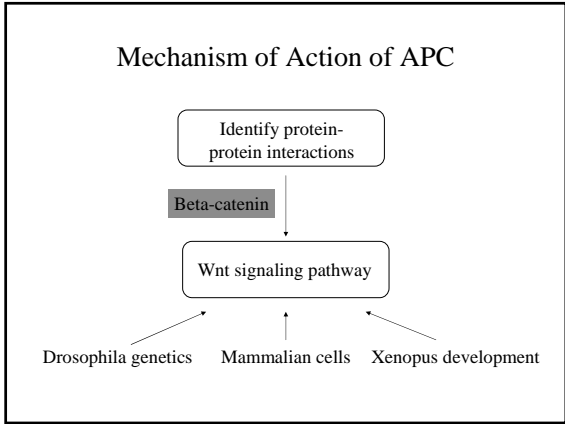 Mechanism of Action of APC
Identify protein-
protein interactions
Beta-catenin
Wnt signaling pathway
Drosophila genetics Mammalian cells Xenopus development